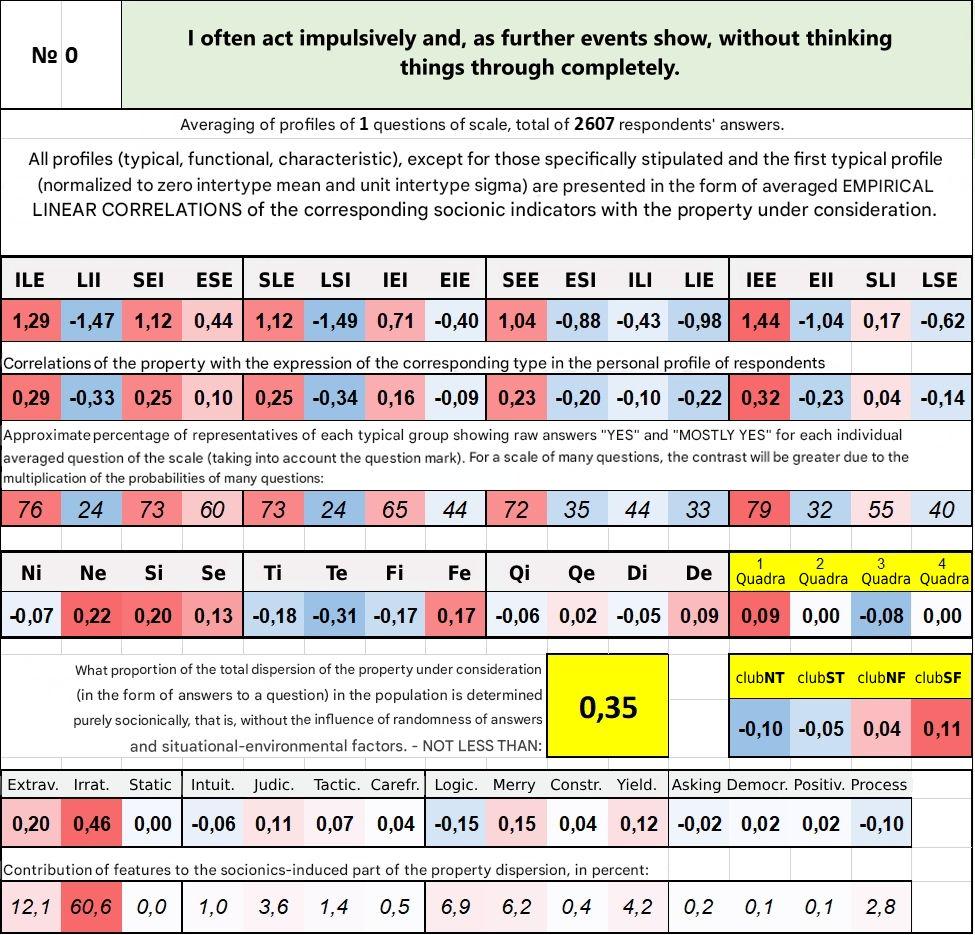 № 0
I often act impulsively and, as further events show, without thinking
things through completely.
Averaging of profiles of 1 questions of scale, total of 2607 respondents' answers.
All profiles (typical, functional, characteristic), except for those specifically stipulated and the first typical profile
(normalized to zero intertype mean and unit intertype sigma) are presented in the form of averaged EMPIRICAL
LINEAR CORRELATIONS of the corresponding socionic indicators with the property under consideration.
ILE LII SEI ESE SLE LSI IEI EIE SEE ESI ILI LIE IEE EII SLI LSE
1,29 -1,47 1,12 0,44 1,12 -1,49 0,71 -0,40 1,04 -0,88 -0,43 -0,98 1,44 -1,04 0,17 -0,62
Correlations of the property with the expression of the corresponding type in the personal profile of respondents
0,29 -0,33 0,25 0,10 0,25 -0,34 0,16 -0,09 0,23 -0,20 -0,10 -0,22 0,32 -0,23 0,04 -0,14
Approximate percentage of representatives of each typical group showing raw answers "YES" and "MOSTLY YES" for each individual
averaged question of the scale (taking into account the question mark). For a scale of many questions, the contrast will be greater due to the
multiplication of the probabilities of many questions:
76 24 73 60 73 24 65 44 72 35 44 33 79 32 55 40
Ni Ne Si Se Ti Te Fi Fe Qi Qe Di De 1 Quadra 2 Quadra 3 Quadra 4 Quadra
-0,07 0,22 0,20 0,13 -0,18 -0,31 -0,17 0,17 -0,06 0,02 -0,05 0,09 0,09 0,00 -0,08 0,00
What proportion of the total dispersion of the property under consideration
(in the form of answers to a question) in the population is determined
purely socionically, that is, without the influence of randomness of answers
and situational-environmental factors. - NOT LESS THAN:
0,35
clubNT clubST clubNF clubSF
-0,10 -0,05 0,04 0,11
Extrav. Irrat. Static Intuit. Judic. Tactic. Carefr. Logic. Merry Constr. Yield. Asking Democr. Positiv. Process
0,20 0,46 0,00 -0,06 0,11 0,07 0,04 -0,15 0,15 0,04 0,12 -0,02 0,02 0,02 -0,10
Contribution of features to the socionics-induced part of the property dispersion, in percent:
12,1 60,6 0,0 1,0 3,6 1,4 0,5 6,9 6,2 0,4 4,2 0,2 0,1 0,1 2,8